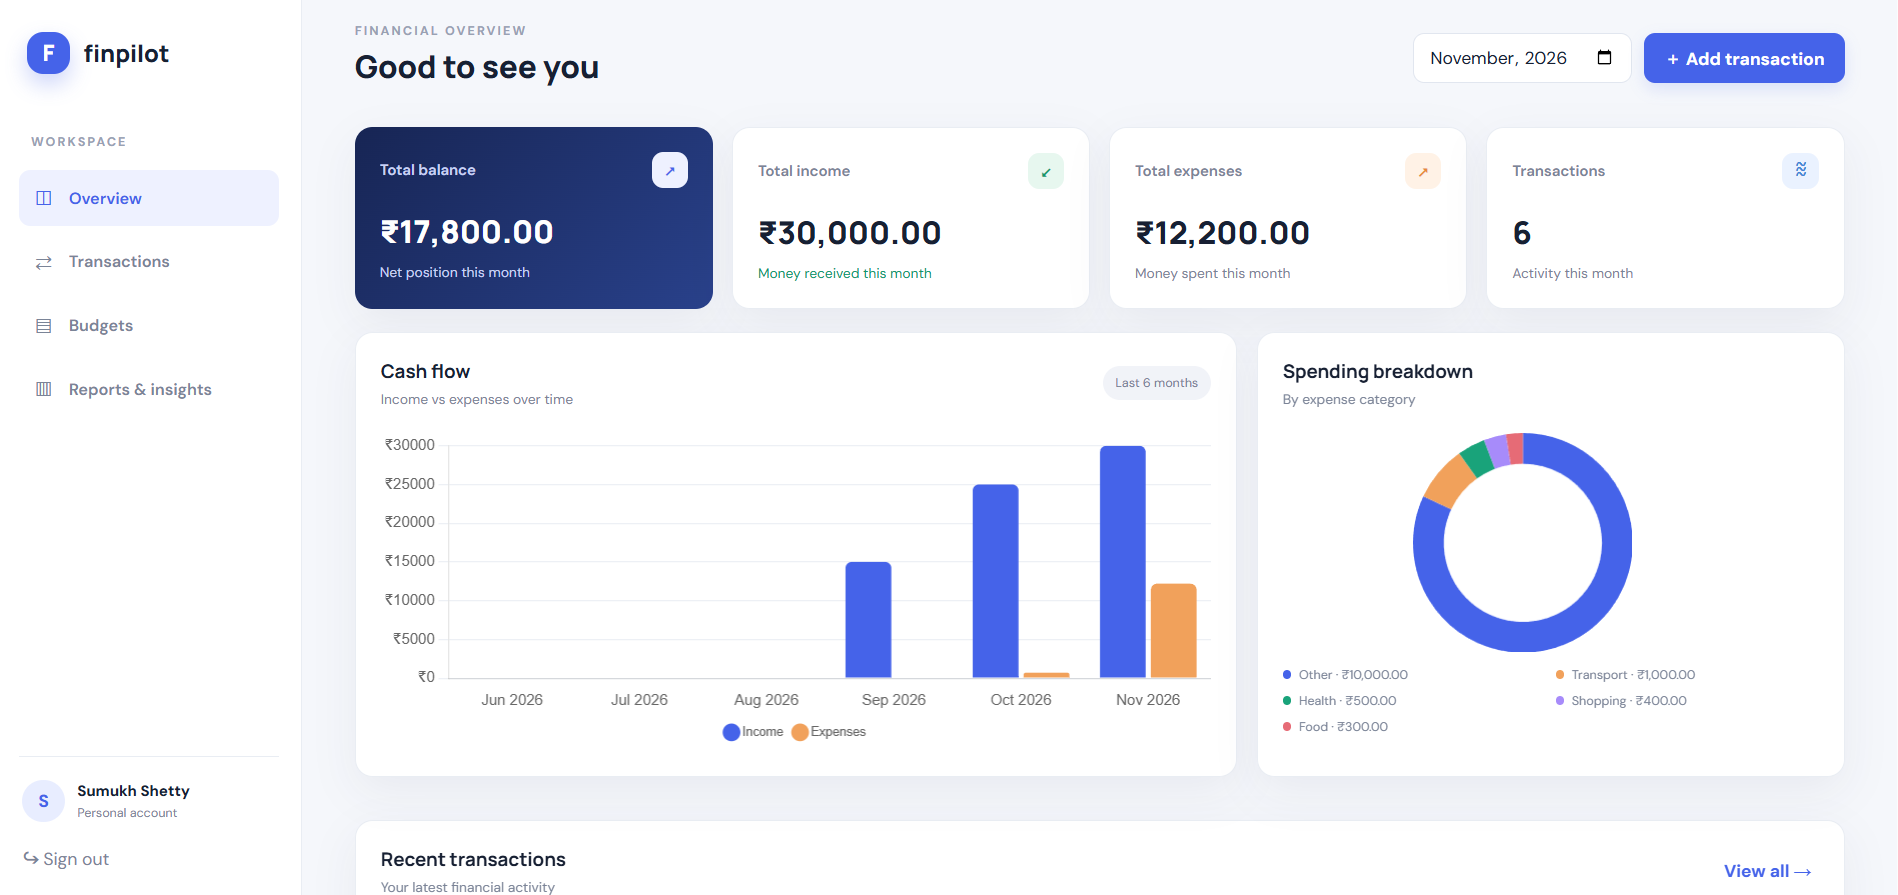 F finpilot
WORKSPACE
Overview
Transactions
Budgets
Reports & insights
S
Sumukh Shetty
Personal account
↪ Sign out
FINANCIAL OVERVIEW
Good to see you
November, 2026
+ Add transaction
Total balance
↗
₹17,800.00
Net position this month
Total income
↙
₹30,000.00
Money received this month
Total expenses
↗
₹12,200.00
Money spent this month
Transactions
6
Activity this month
Cash flow
Income vs expenses over time
Last 6 months
₹30000
₹25000
₹20000
₹15000
₹10000
₹5000
₹0
Jun 2026 Jul 2026 Aug 2026 Sep 2026 Oct 2026 Nov 2026
Income Expenses
Spending breakdown
By expense category
Other · ₹10,000.00 Transport · ₹1,000.00
Health · ₹500.00 Shopping · ₹400.00
Food · ₹300.00
Recent transactions
Your latest financial activity
View all →